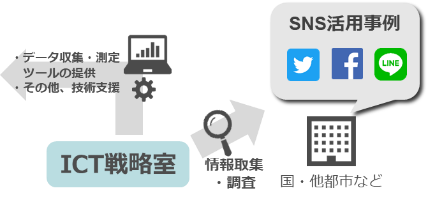 SNS活用事例
LINE
・データ収集・測定
ツールの提供
・その他、技術支援
ICT戦略室
情報取集
・調査
国・他都市など